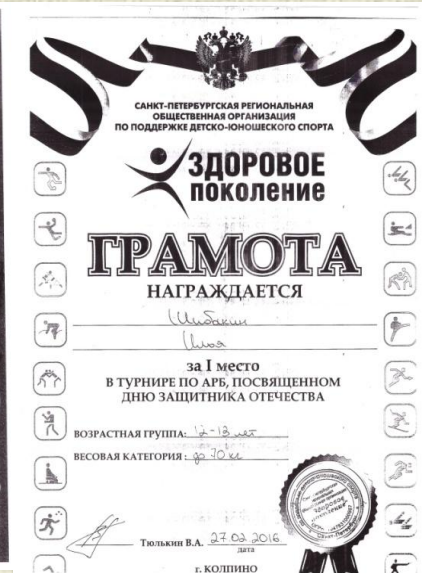 САНКТ-ПЕТЕРБУРГСКАЯ РЕГИОНАЛЬНАЯ
ОБЩЕСТВЕННАЯ ОРГАНИЗАЦИЯ
ПО ПОДДЕРЖКЕ ДЕТСКО-ЮНОШЕСКОГО СПОРТА
ЗДОРОВОЕ
ПОКОЛЕНИЕ
ГРАМОТА
НАГРАЖДАЕТСЯ
Шибакин
Илья
за I место
В ТУРНИРЕ ПО АРБ, ПОСВЯЩЕННОМ
ДНЮ ЗАЩИТНИКА ОТЕЧЕСТВА
ВОЗРАСТНАЯ ГРУППА: 12-13 лет
ВЕСОВАЯ КАТЕГОРИЯ: до 70 кг
Тюлькин В.А. 27.02.2016
дата
г. КОЛПИНО